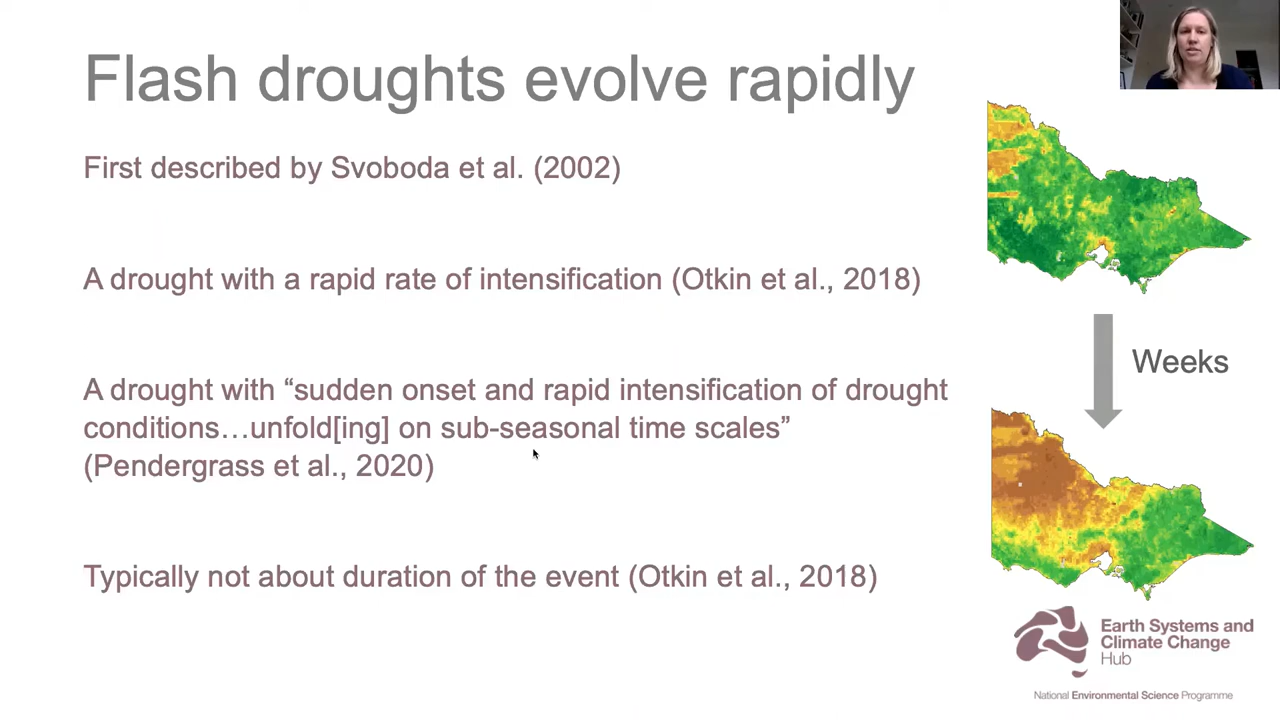 Flash droughts evolve rapidly
First described by Svoboda et al. (2002)
A drought with a rapid rate of intensification (Otkin et al., 2018)
A drought with “sudden onset and rapid intensification of drought
conditions…unfold[ing] on sub-seasonal time scales”
(Pendergrass et al., 2020)
Typically not about duration of the event (Otkin et al., 2018)
Weeks
Earth Systems and
Climate Change
Hub
National Environmental Science Programme